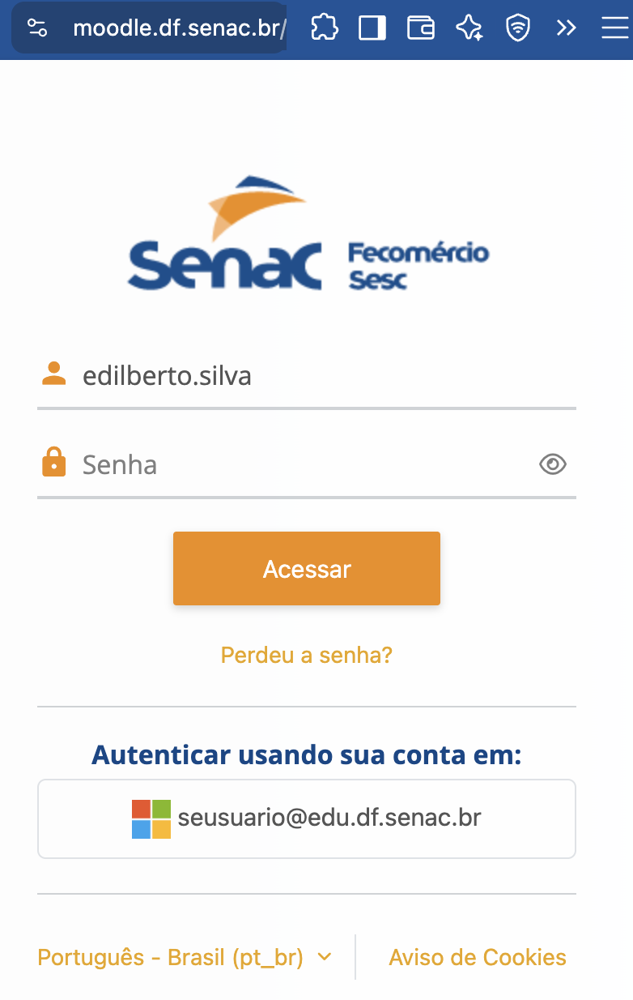 moodle.df.senac.br/
Senac
Fecomércio
Sesc
edilberto.silva
Senha
Acessar
Perdeu a senha?
Autenticar usando sua conta em:
seusuario@edu.df.senac.br
Português - Brasil (pt_br)
Aviso de Cookies